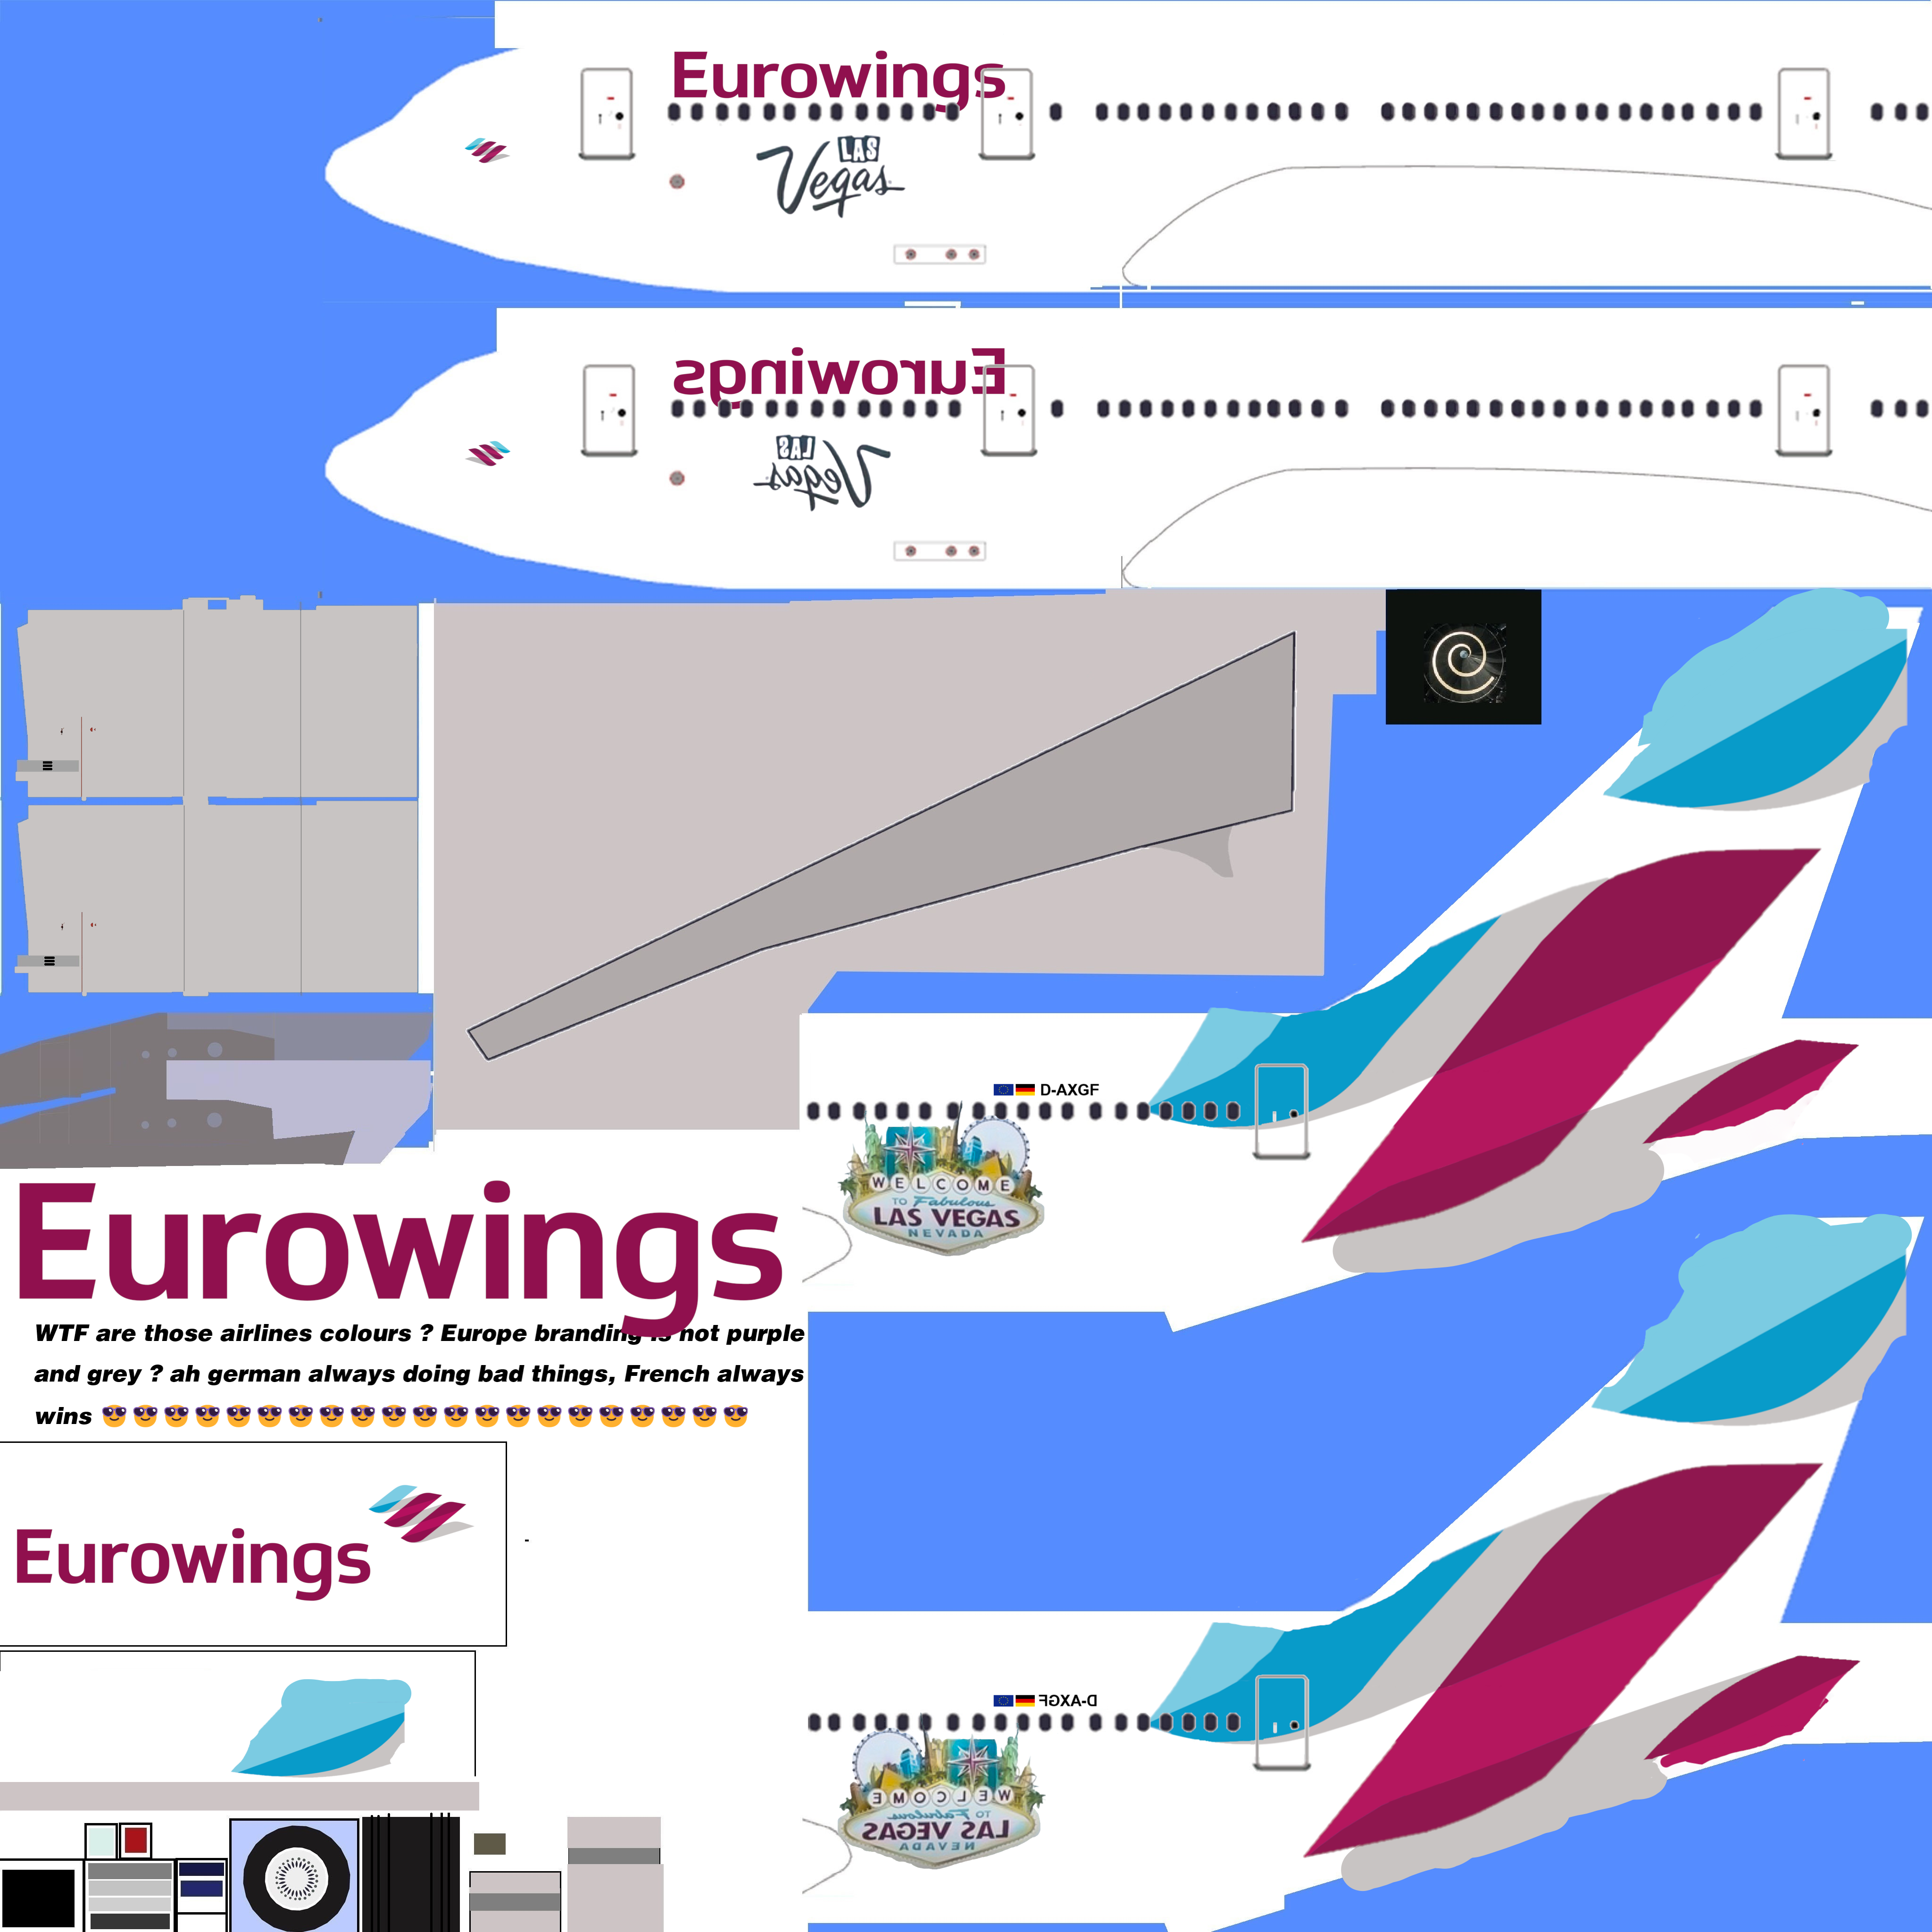 Eurowings
LAS
Vegas
Eurowings
LAS
Vegas
D-AXGF
WELCOME
TO Fabulous
LAS VEGAS
NEVADA
Eurowings
WTF are those airlines colours ? Europe branding is not purple
and grey ? ah german always doing bad things, French always
wins 😎😎😎😎😎😎😎😎😎😎😎😎😎😎😎😎😎😎😎😎😎
Eurowings
D-AXGF
WELCOME
TO Fabulous
LAS VEGAS
NEVADA